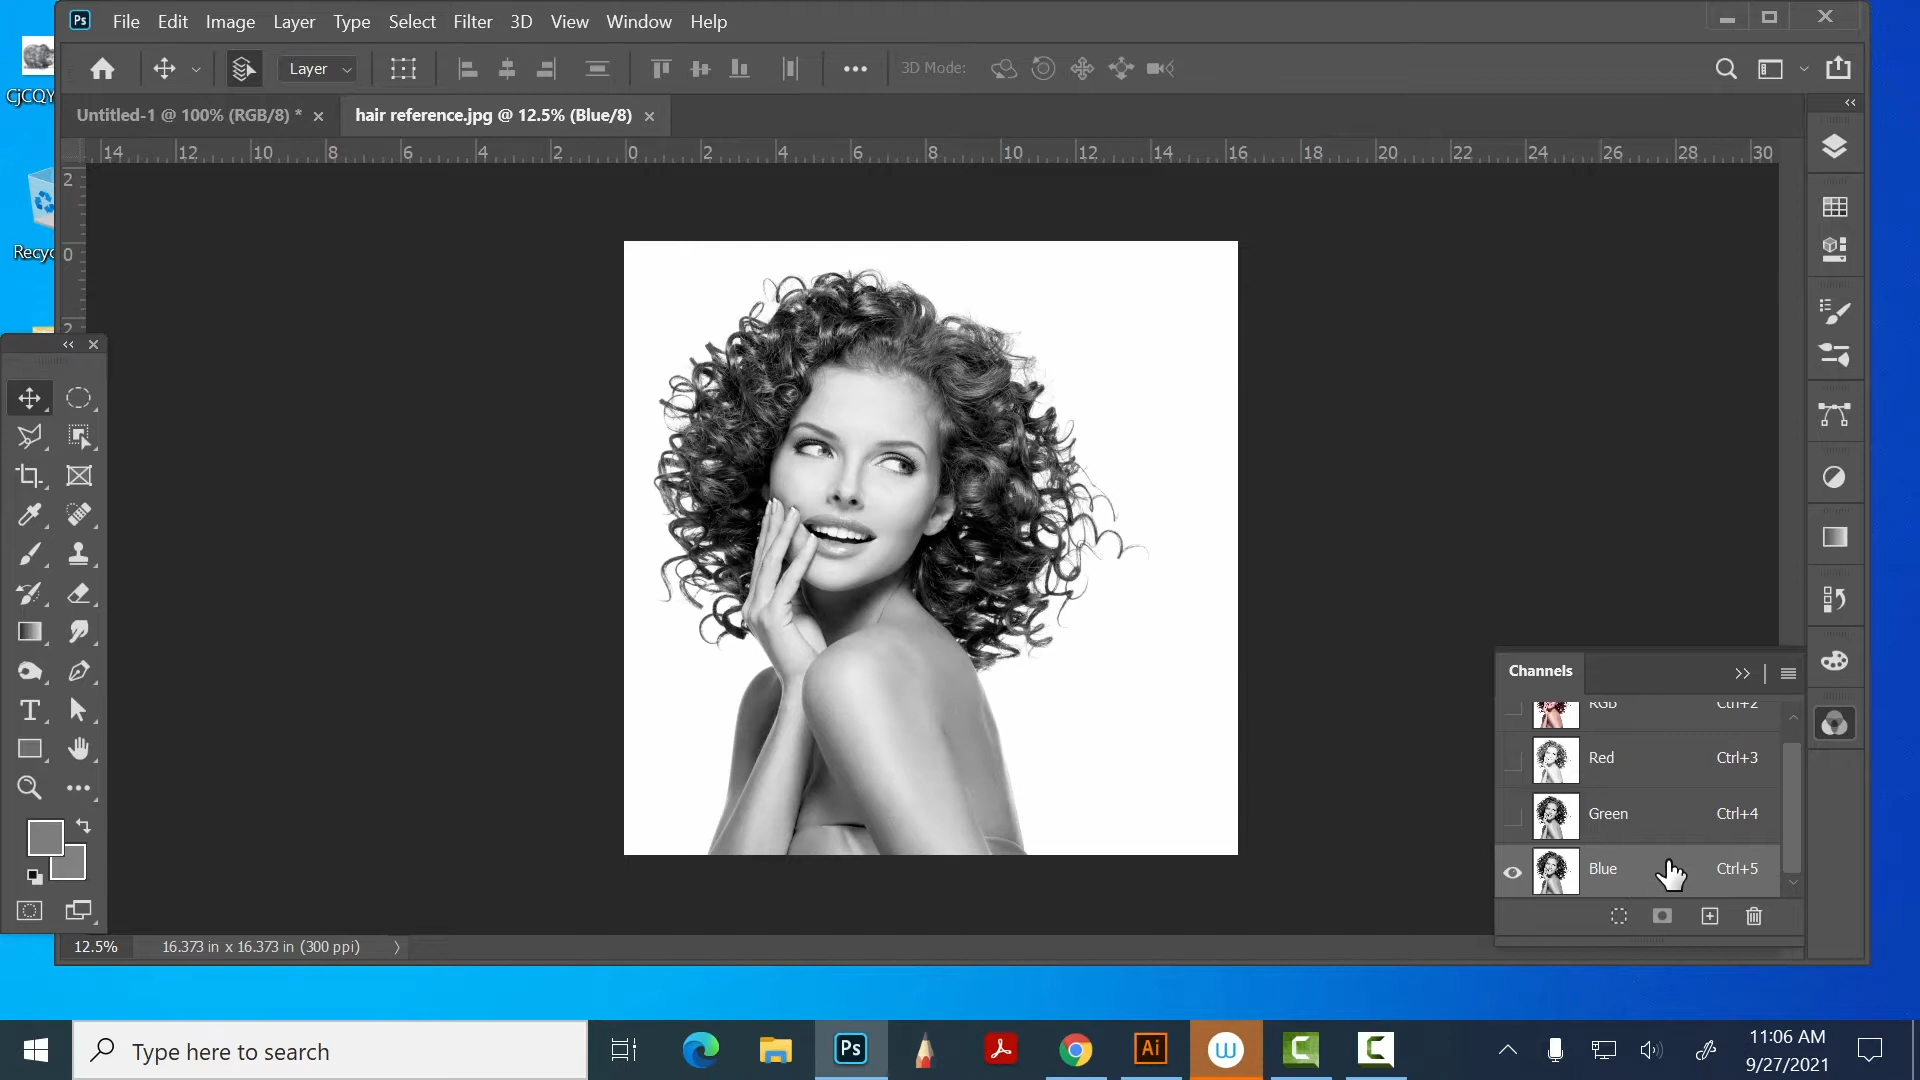 Ps File Edit Image Layer Type Select Filter 3D View Window Help
Layer 3D Mode:
Untitled-1 @ 100% (RGB/8) * × hair reference.jpg @ 12.5% (Blue/8) ×
14 12 10 8 6 4 2 0 2 4 6 8 10 12 14 16 18 20 22 24 26 28 30
2
0
2
CjCQY
Recyc
T
Channels
RGB Ctrl+2
Red Ctrl+3
Green Ctrl+4
Blue Ctrl+5
12.5% 16.373 in x 16.373 in (300 ppi)
Type here to search
Ps
Ai
W
C
C
11:06 AM
9/27/2021